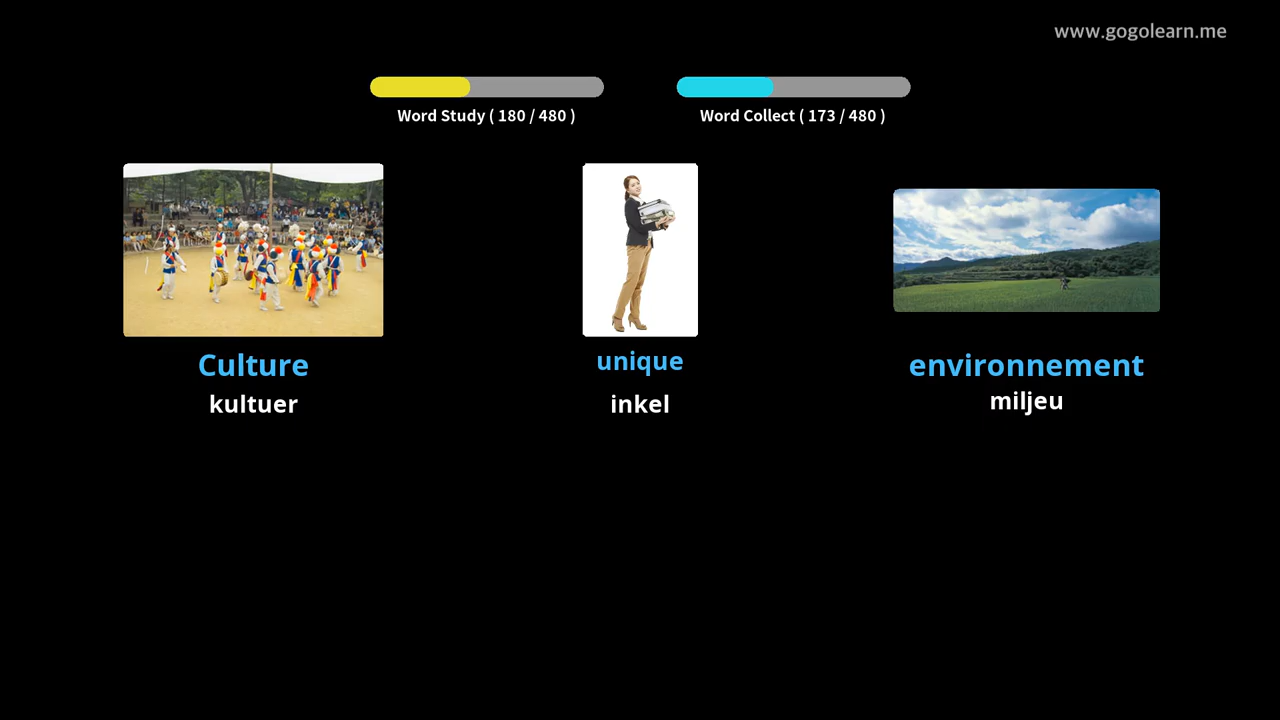 www.gogolearn.me
Word Study ( 180 / 480 )
Word Collect ( 173 / 480 )
Culture
kultuer
unique
inkel
environnement
miljeu